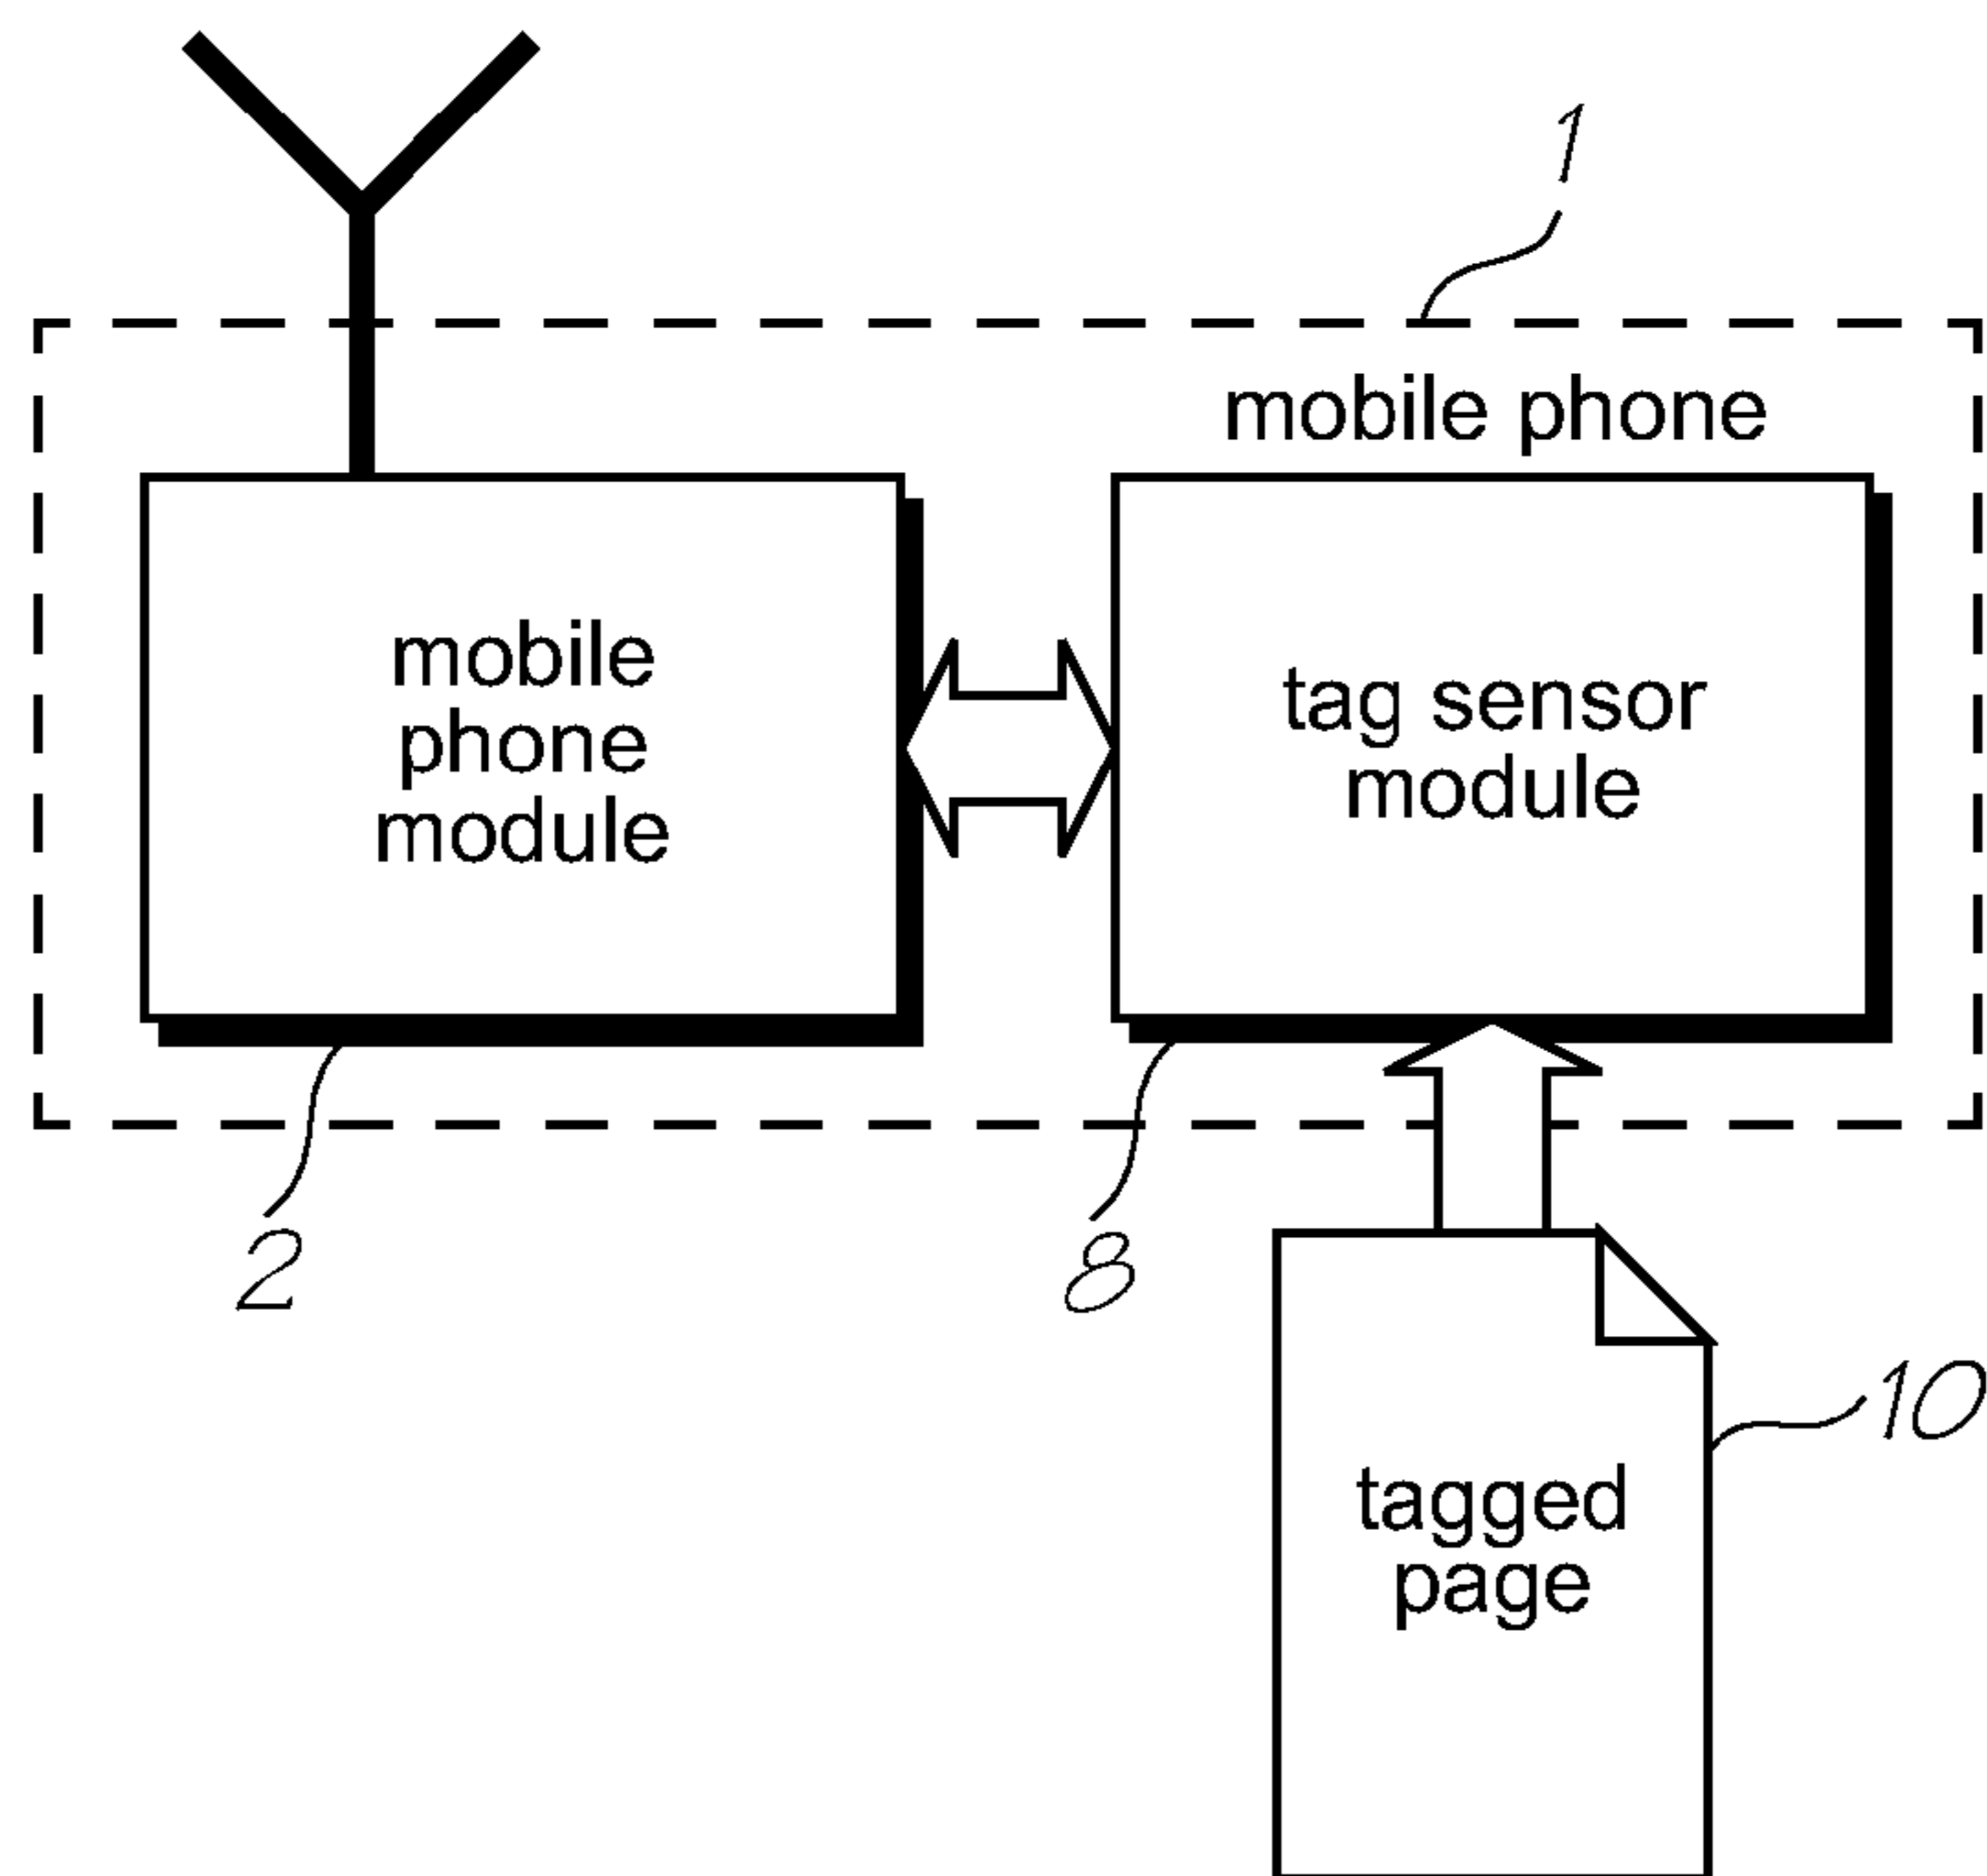 1
mobile phone
mobile
phone
module
tag sensor
module
2
8
10
tagged
page